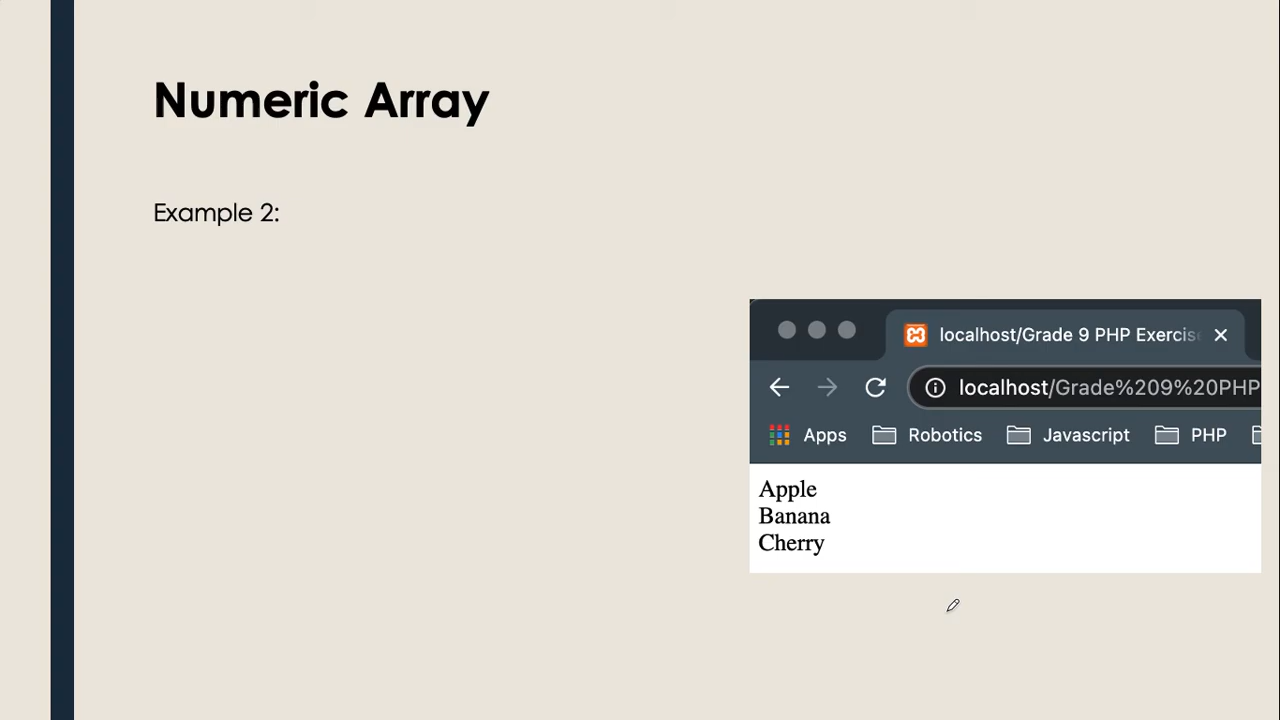 Numeric Array
Example 2:
localhost/Grade 9 PHP Exercis
localhost/Grade%209%20PHP
Apps Robotics Javascript PHP
Apple
Banana
Cherry